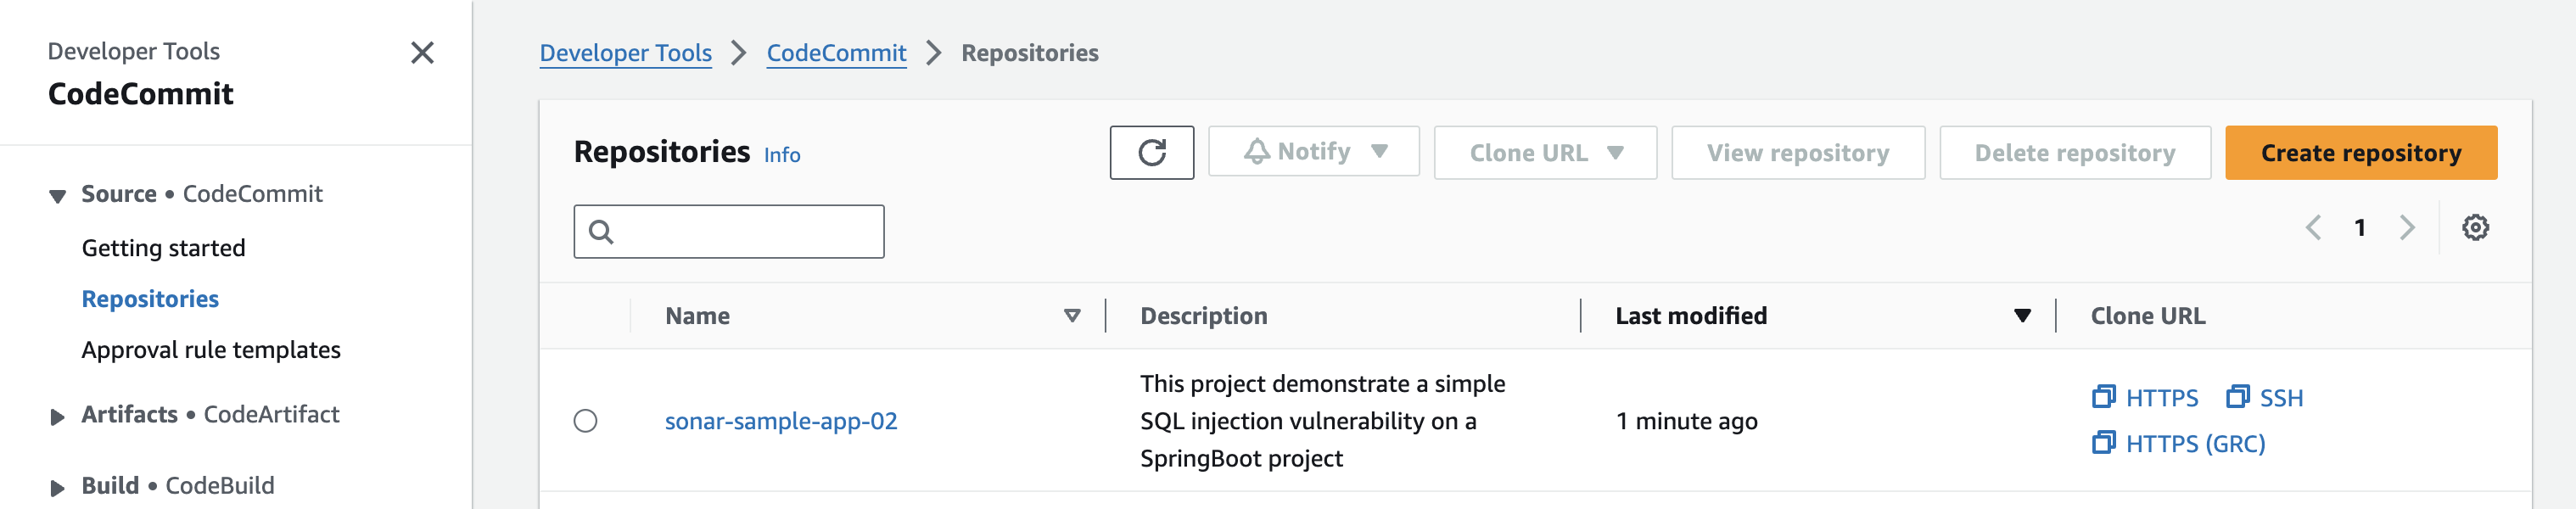 Developer Tools
CodeCommit
Source • CodeCommit
Getting started
Repositories
Approval rule templates
Artifacts • CodeArtifact
Build • CodeBuild
Developer Tools > CodeCommit > Repositories
Repositories Info
Notify Clone URL View repository Delete repository Create repository
1
Name Description Last modified Clone URL
sonar-sample-app-02
This project demonstrate a simple
SQL injection vulnerability on a
SpringBoot project
1 minute ago
HTTPS SSH
HTTPS (GRC)